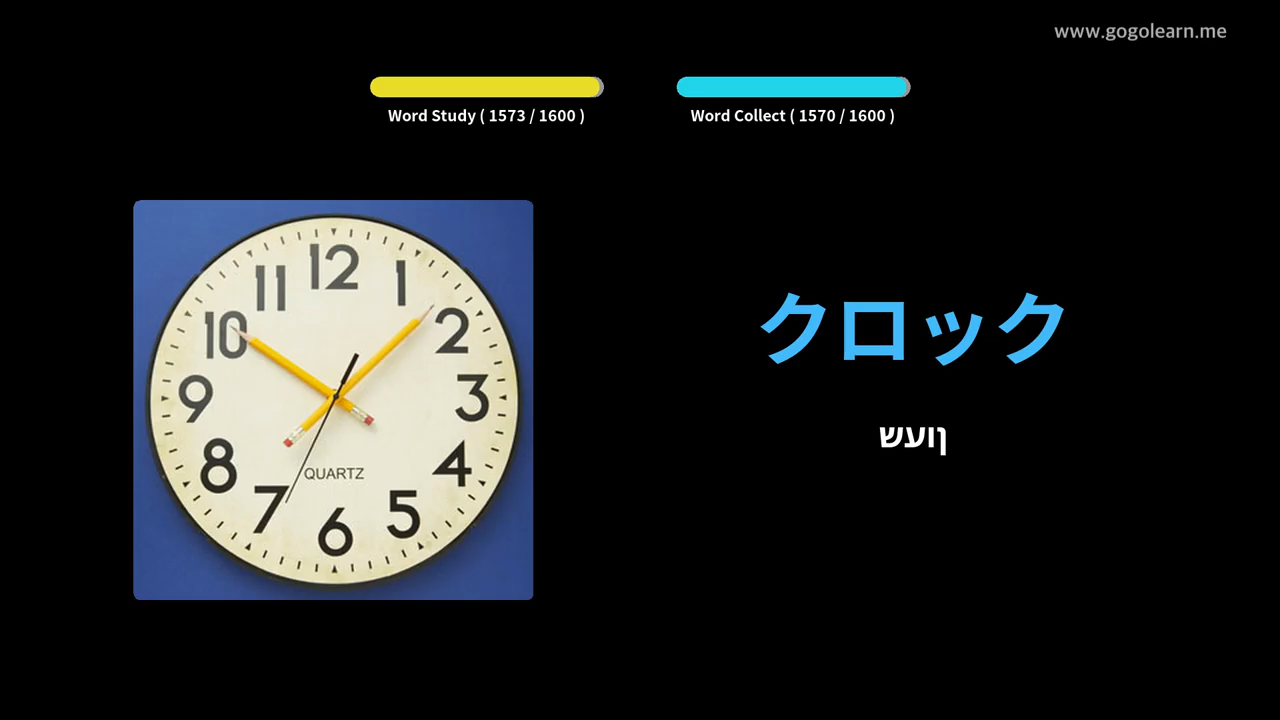 www.gogolearn.me
Word Study ( 1573 / 1600 )
Word Collect ( 1570 / 1600 )
12
11
1
10
2
9
3
8
4
QUARTZ
7
5
6
クロック
שעון